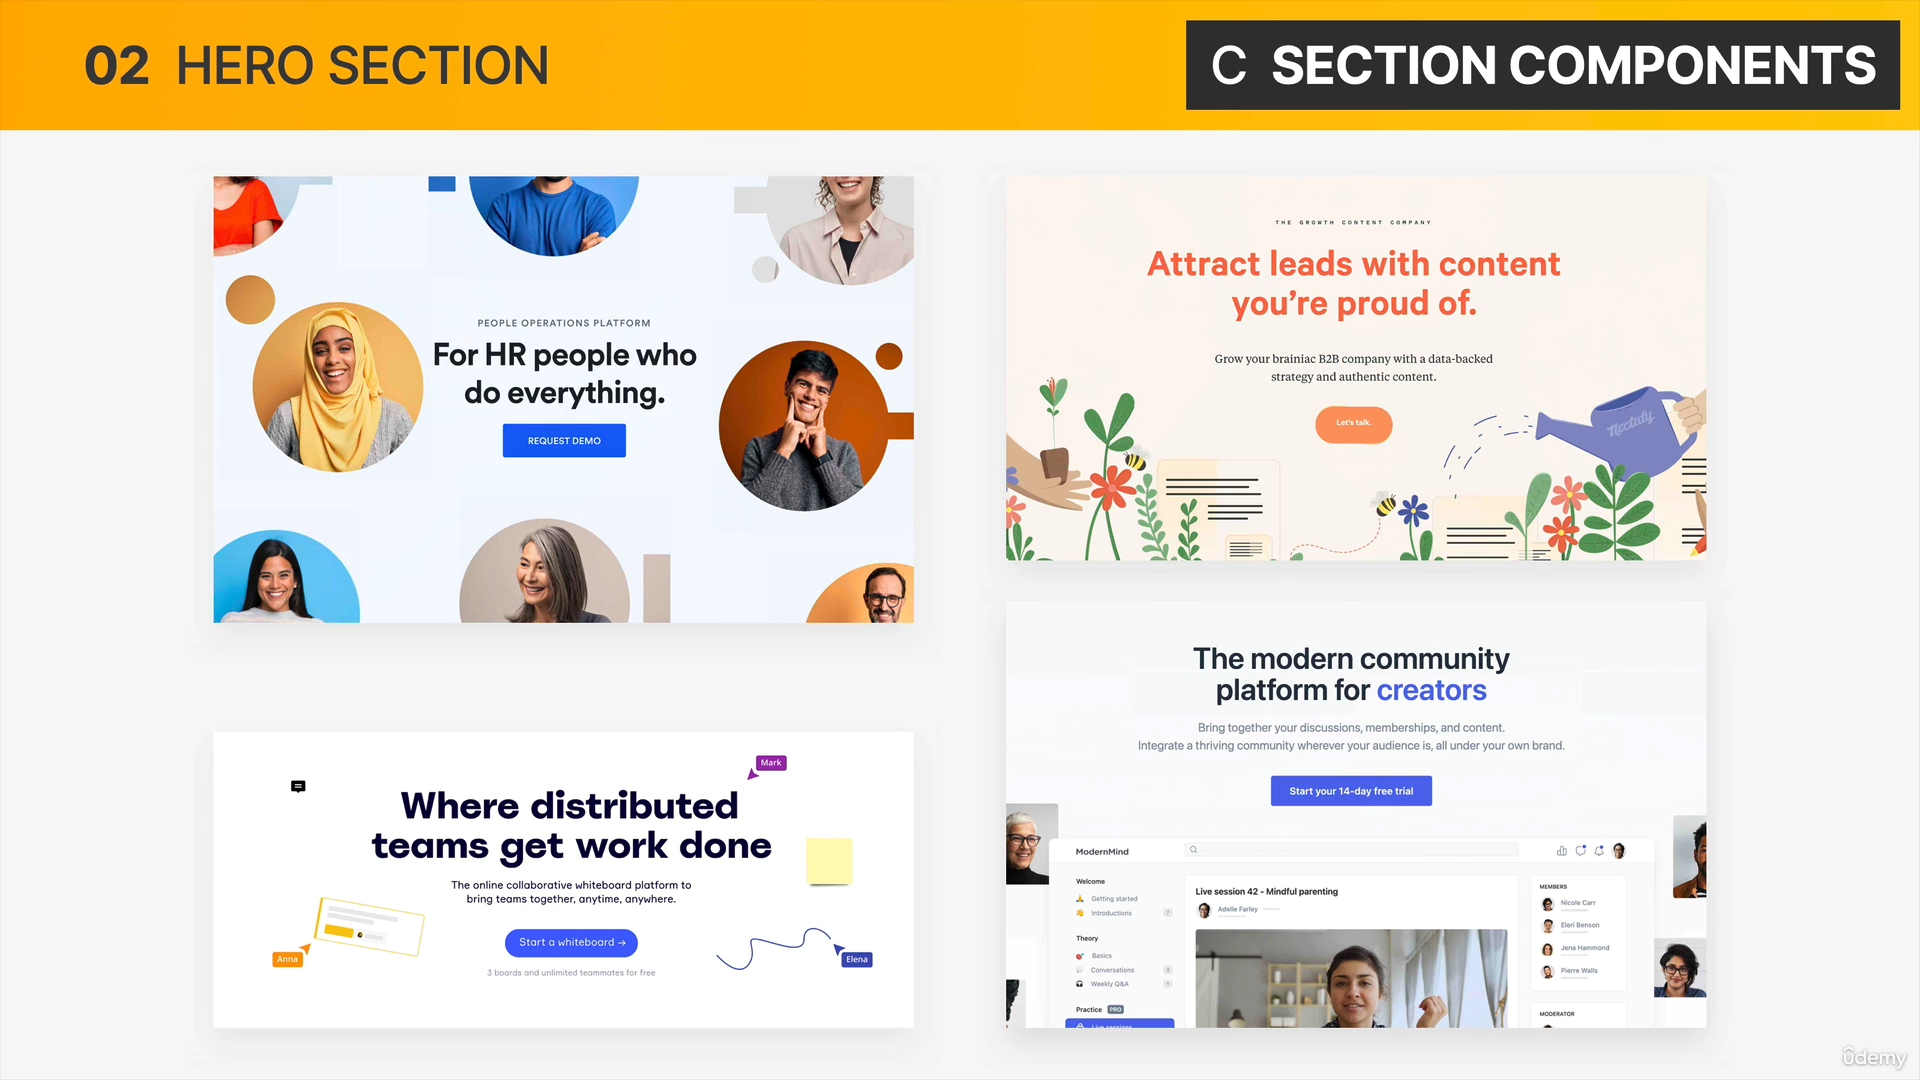 02 HERO SECTION
C SECTION COMPONENTS
PEOPLE OPERATIONS PLATFORM
For HR people who
do everything.
REQUEST DEMO
THE GROWTH CONTENT COMPANY
Attract leads with content
you’re proud of.
Grow your brainiac B2B company with a data-backed
strategy and authentic content.
Let's talk.
Nectafy
Mark
Where distributed
teams get work done
The online collaborative whiteboard platform to
bring teams together, anytime, anywhere.
Start a whiteboard →
3 boards and unlimited teammates for free
Anna
Elena
The modern community
platform for creators
Bring together your discussions, memberships, and content.
Integrate a thriving community wherever your audience is, all under your own brand.
Start your 14-day free trial
ModernMind
Welcome
Getting started
Introductions 7
Theory
Basics
Conversations 3
Weekly Q&A 1
Practice PRO
Live sessions
Live session 42 - Mindful parenting
Adelle Farley
MEMBERS
Nicole Carr
Eleri Benson
Jena Hammond
Pierre Walls
MODERATOR
udemy